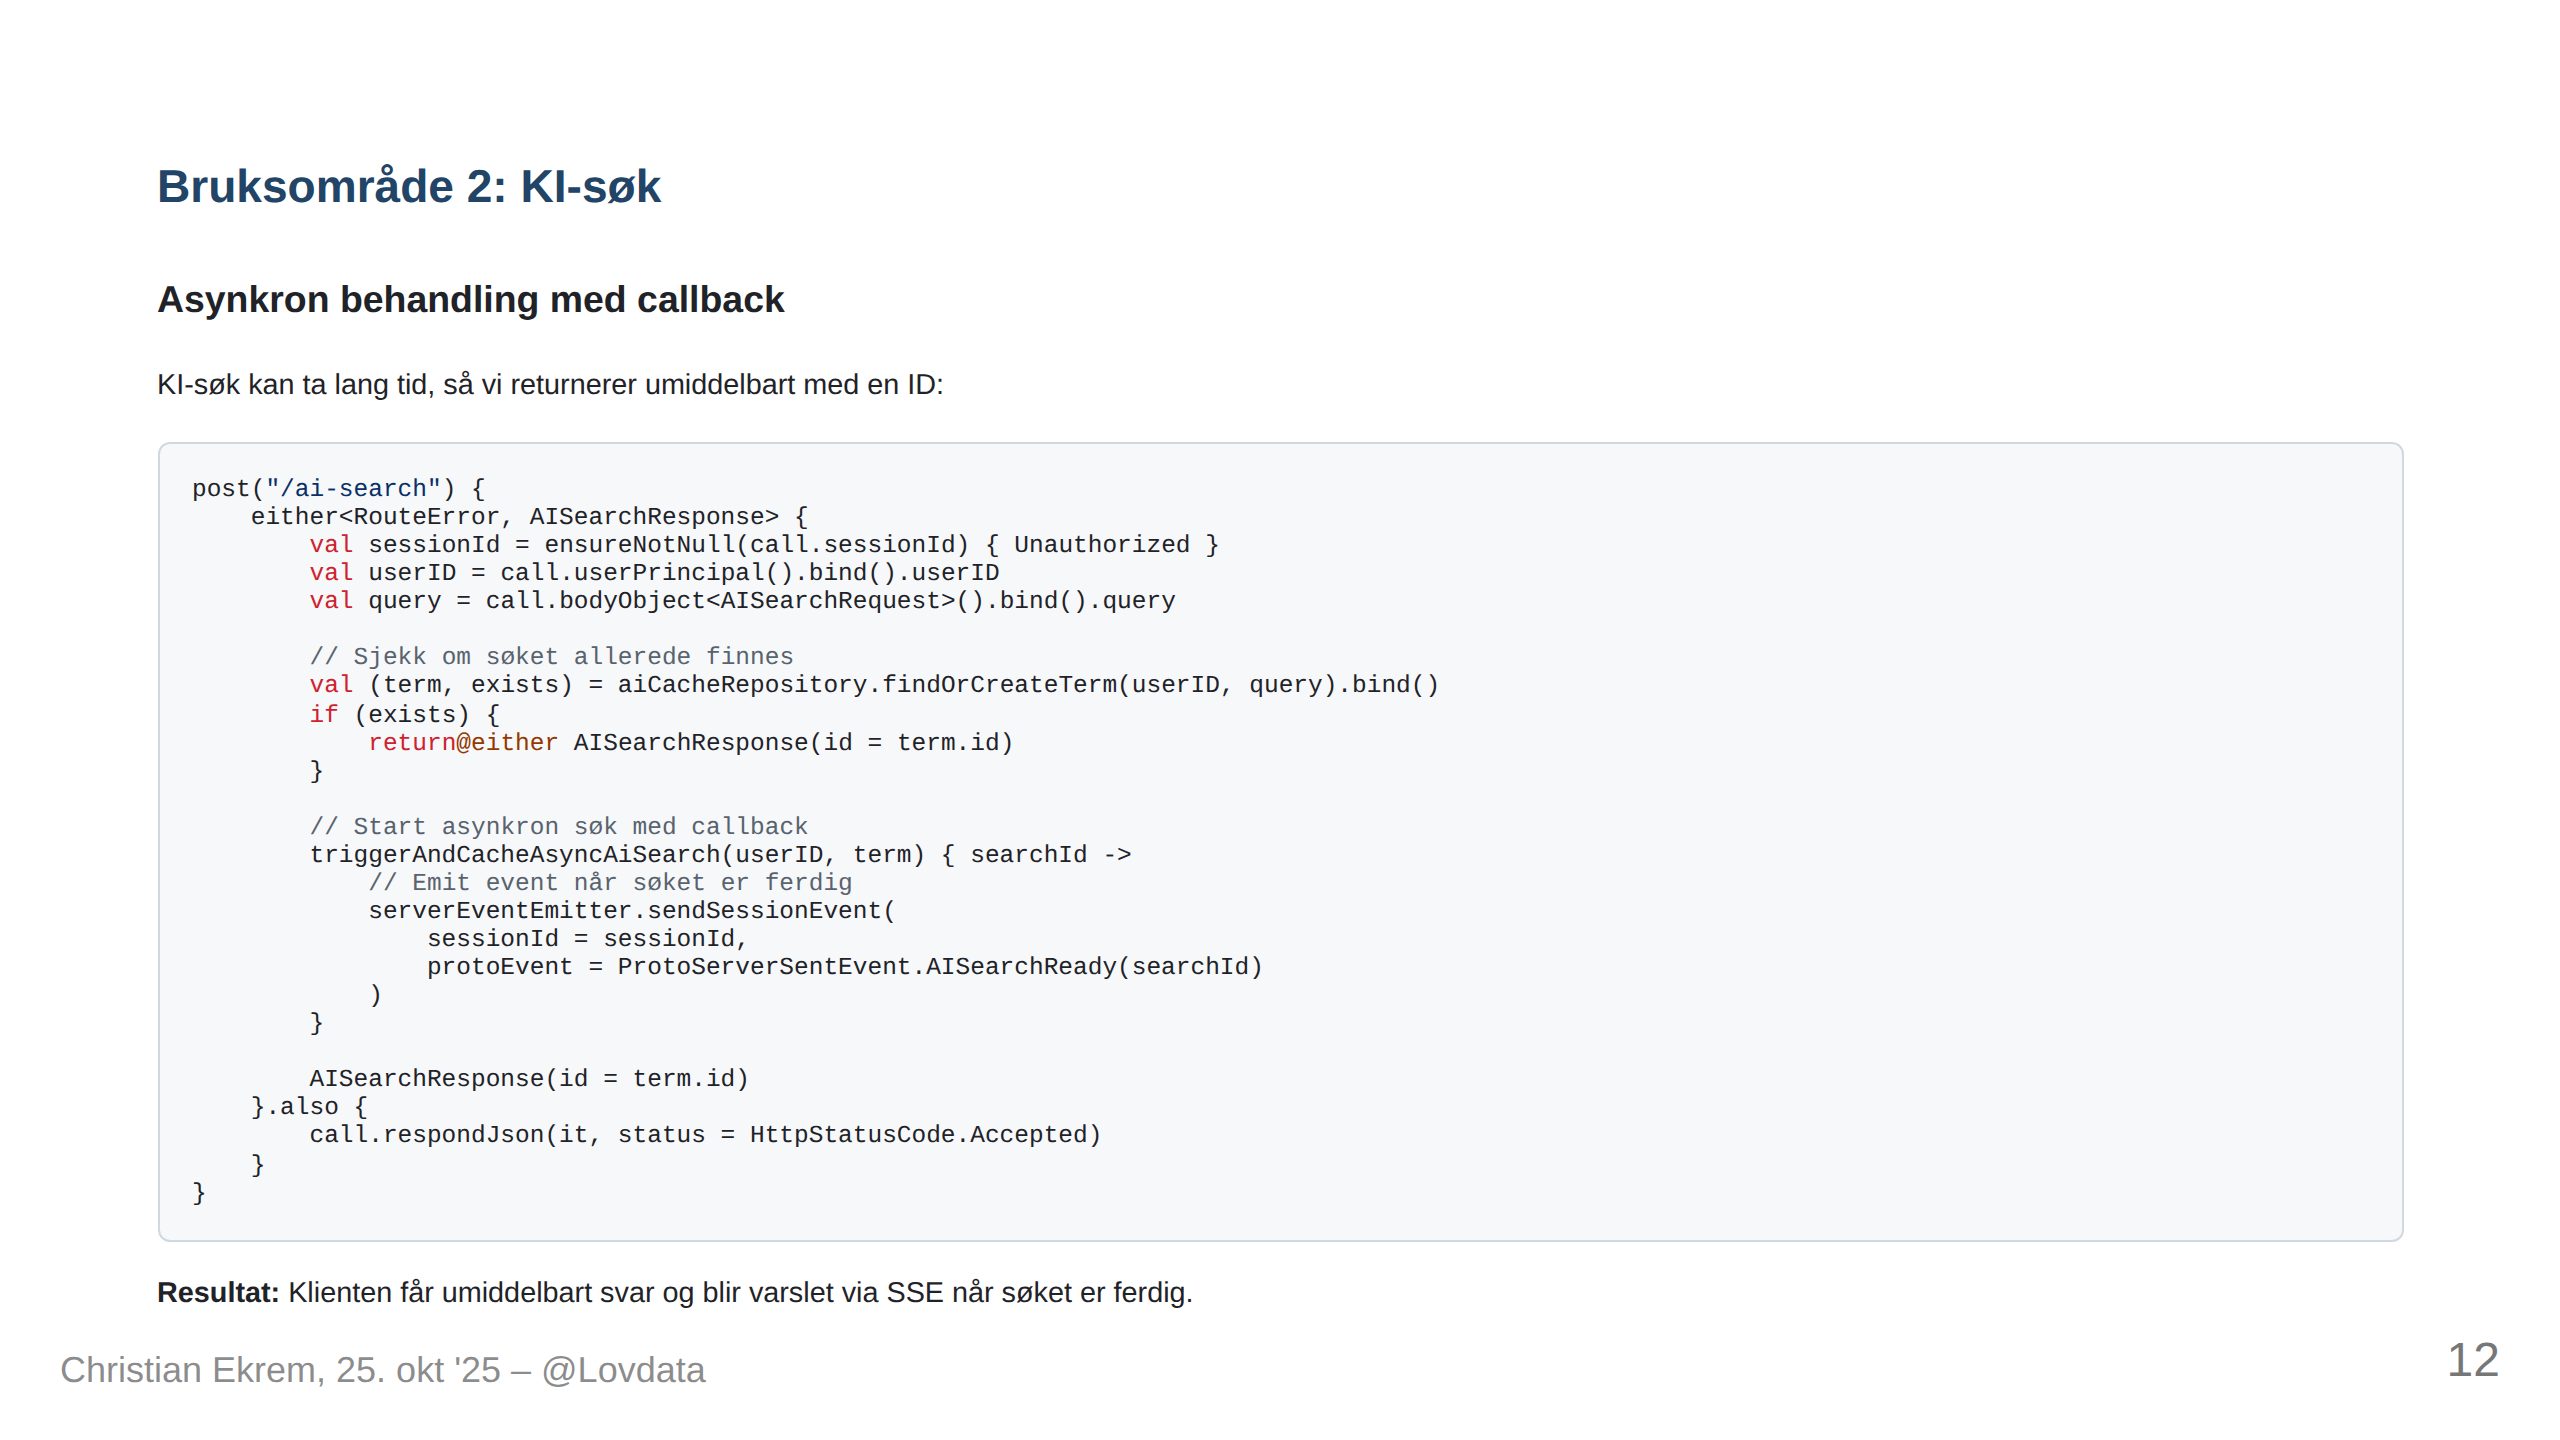 Bruksområde 2: KI-søk
Asynkron behandling med callback
KI-søk kan ta lang tid, så vi returnerer umiddelbart med en ID:
post("/ai-search") {
    either<RouteError, AISearchResponse> {
        val sessionId = ensureNotNull(call.sessionId) { Unauthorized }
        val userID = call.userPrincipal().bind().userID
        val query = call.bodyObject<AISearchRequest>().bind().query

        // Sjekk om søket allerede finnes
        val (term, exists) = aiCacheRepository.findOrCreateTerm(userID, query).bind()
        if (exists) {
            return@either AISearchResponse(id = term.id)
        }

        // Start asynkron søk med callback
        triggerAndCacheAsyncAiSearch(userID, term) { searchId ->
            // Emit event når søket er ferdig
            serverEventEmitter.sendSessionEvent(
                sessionId = sessionId,
                protoEvent = ProtoServerSentEvent.AISearchReady(searchId)
            )
        }

        AISearchResponse(id = term.id)
    }.also {
        call.respondJson(it, status = HttpStatusCode.Accepted)
    }
}
Resultat: Klienten får umiddelbart svar og blir varslet via SSE når søket er ferdig.
Christian Ekrem, 25. okt '25 – @Lovdata
12